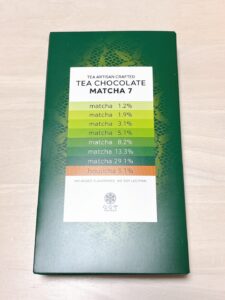 TEA ARTISAN CRAFTED
TEA CHOCOLATE
MATCHA 7
matcha 1.2%
matcha 1.9%
matcha 3.1%
matcha 5.1%
matcha 8.2%
matcha 13.3%
matcha 29.1%
houjicha 5.1%